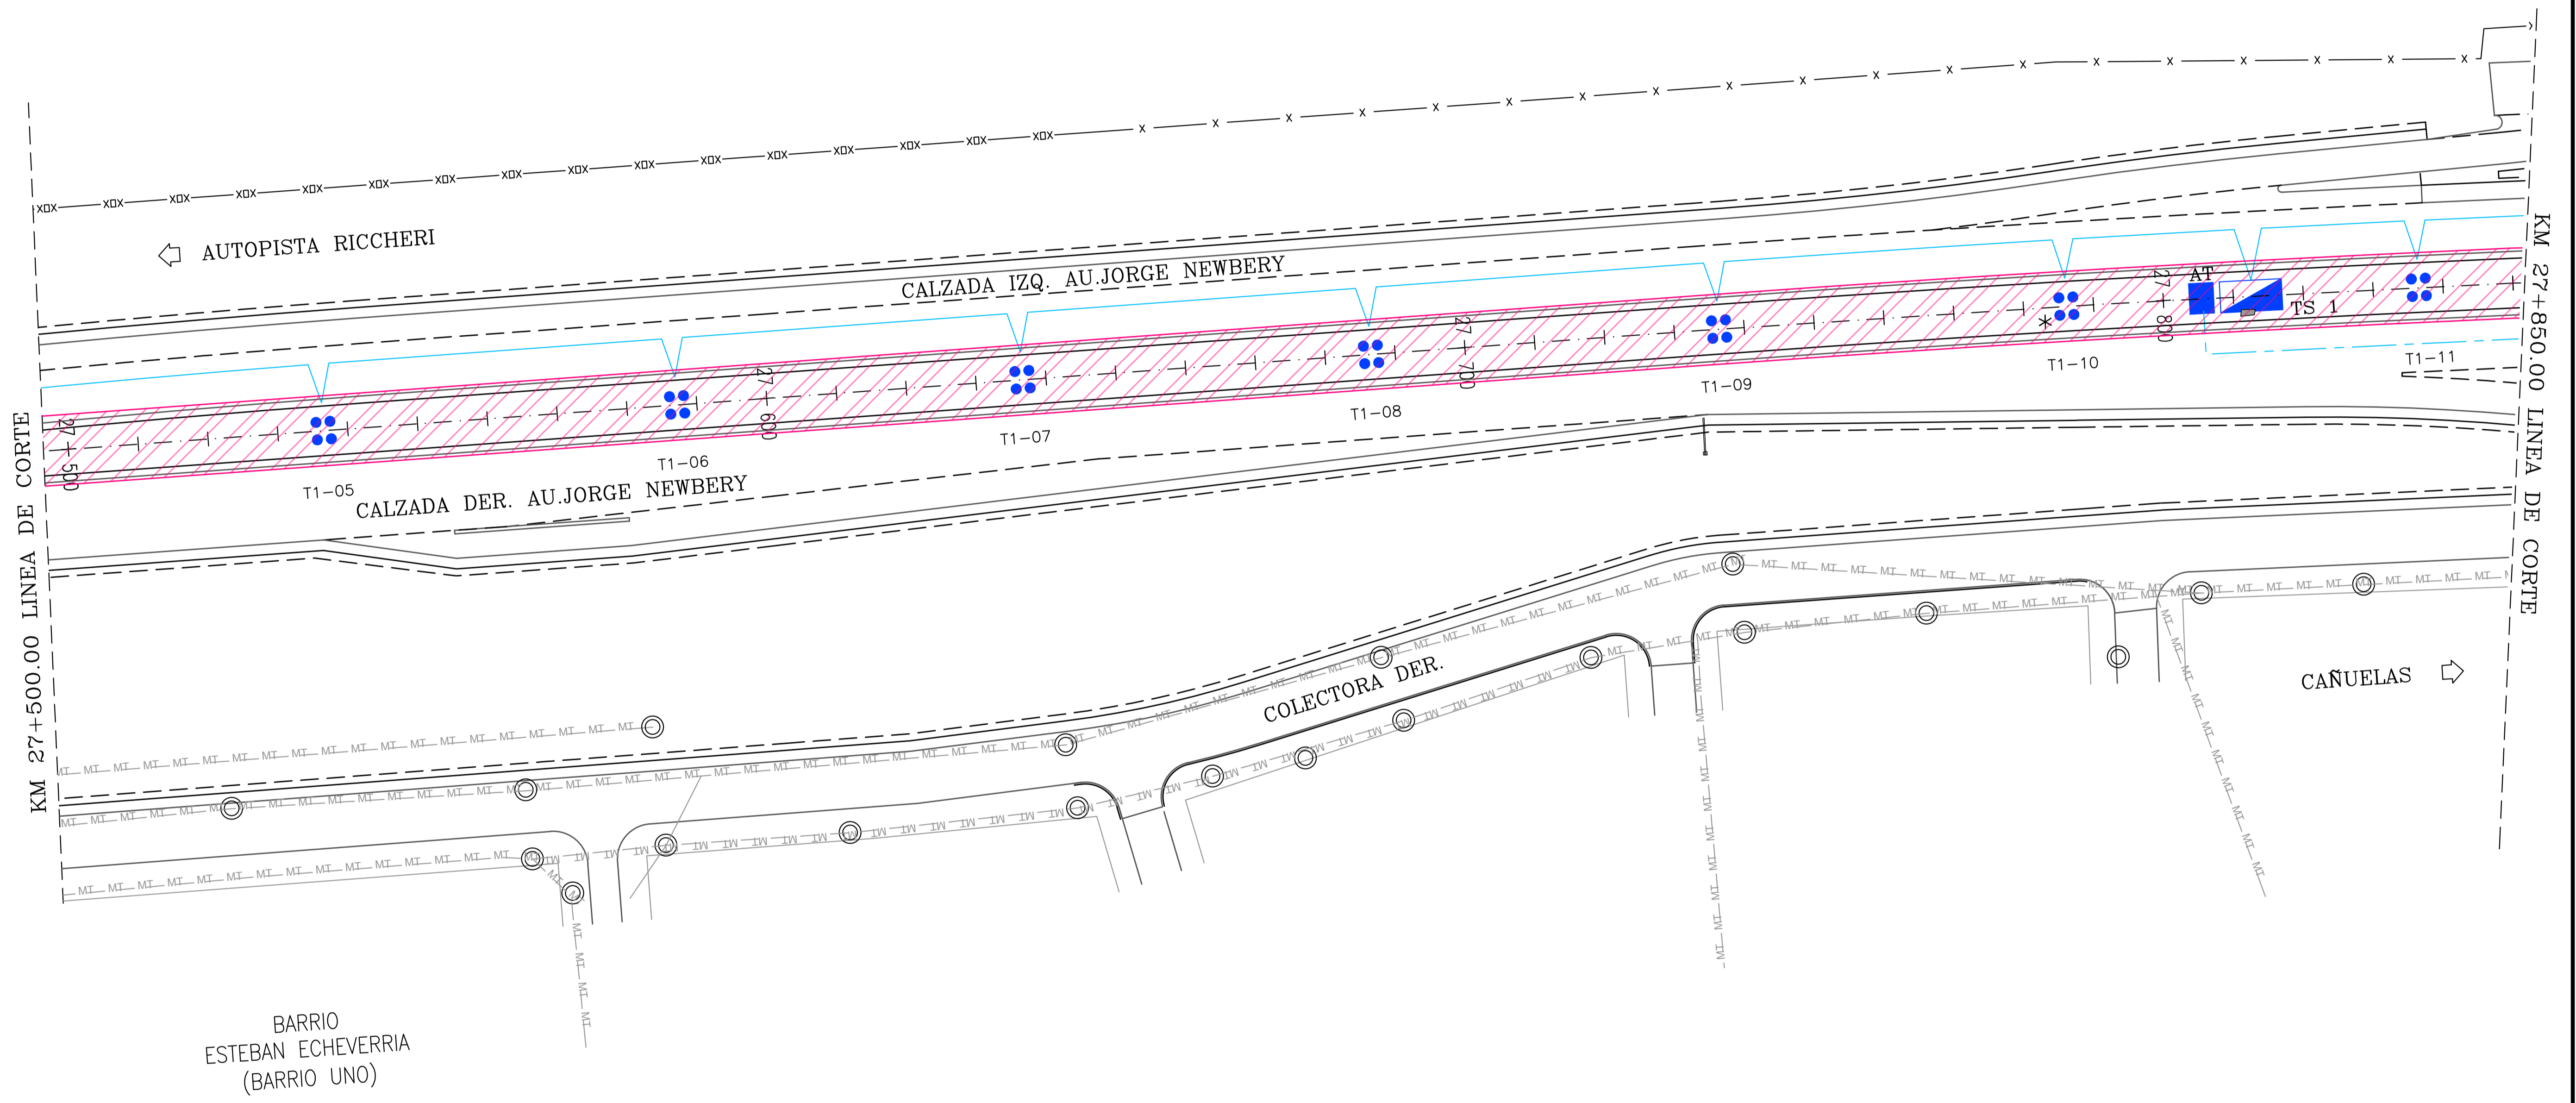 AUTOPISTA RICCHERI
CALZADA IZQ. AU.JORGE NEWBERY
KM 27+850.00 LINEA DE CORTE
AT
TS 1
27+800
27+700
27+600
27+500
*
T1-11
T1-10
T1-09
T1-08
T1-07
T1-06
T1-05
CALZADA DER. AU.JORGE NEWBERY
KM 27+500.00 LINEA DE CORTE
COLECTORA DER.
CAÑUELAS
BARRIO
ESTEBAN ECHEVERRIA
(BARRIO UNO)
MT